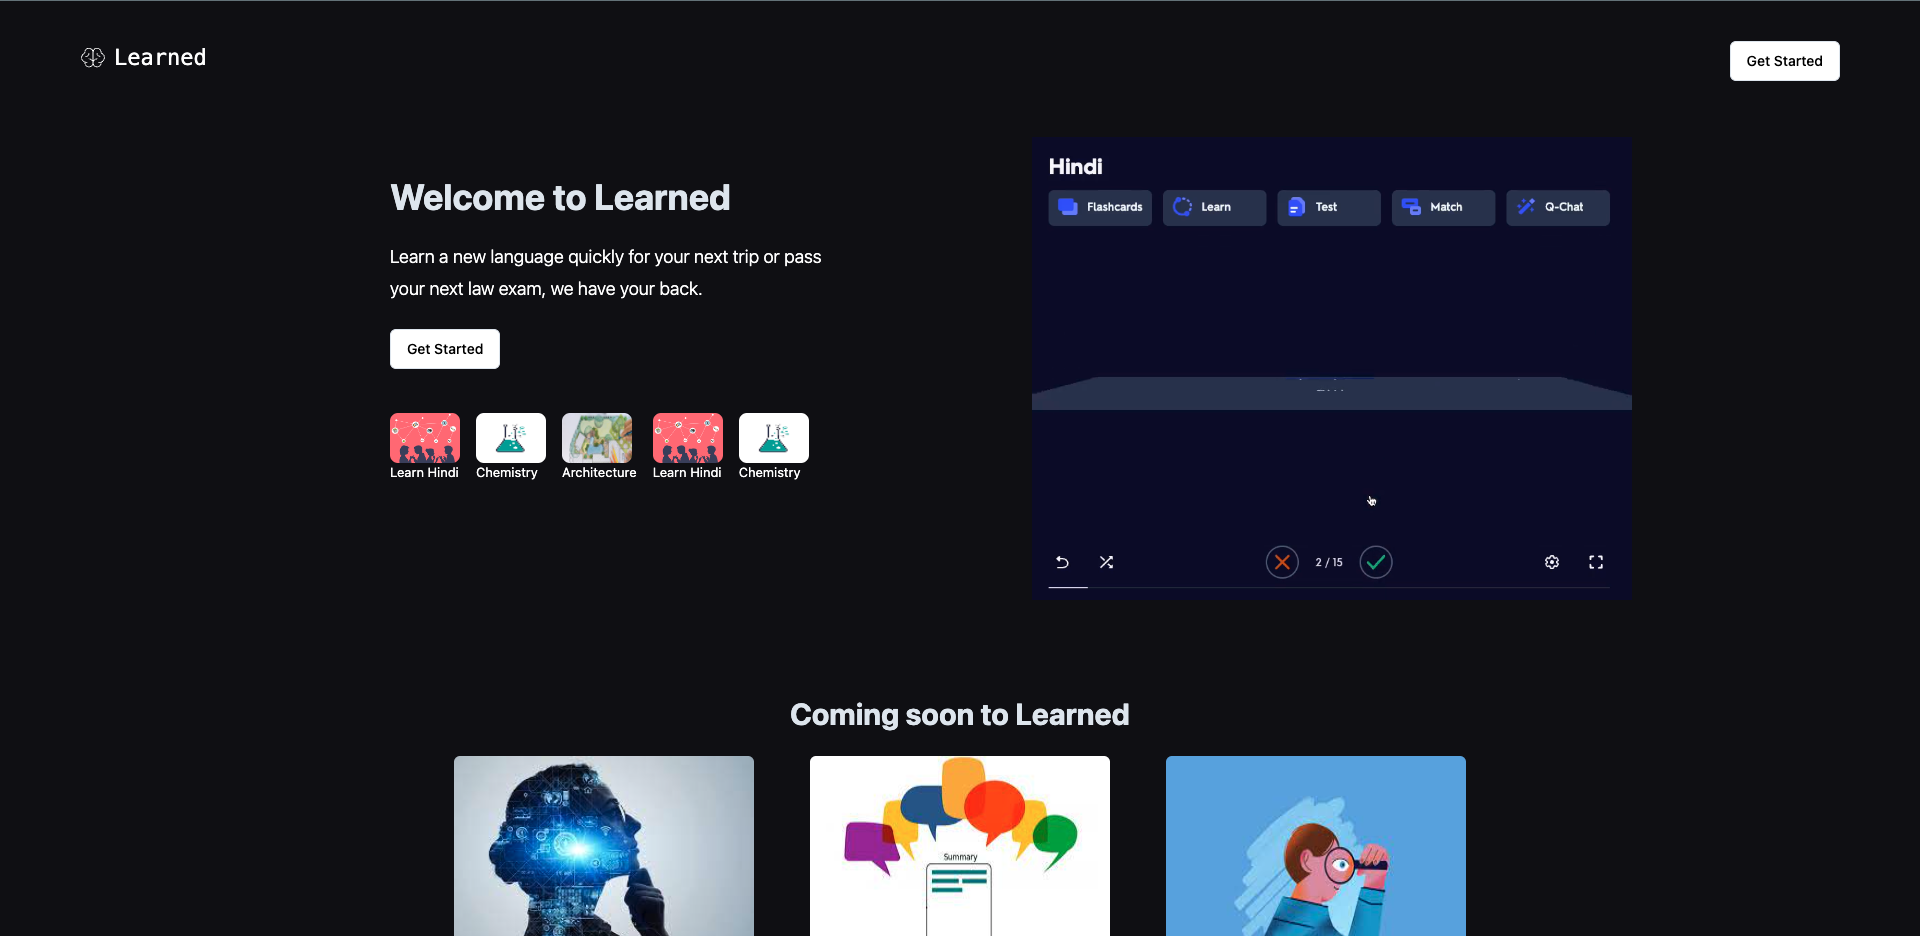 Learned
Get Started
Welcome to Learned
Learn a new language quickly for your next trip or pass
your next law exam, we have your back.
Get Started
Learn Hindi
Chemistry
Architecture
Learn Hindi
Chemistry
Hindi
Flashcards
Learn
Test
Match
Q-Chat
2 / 15
Coming soon to Learned
Summary